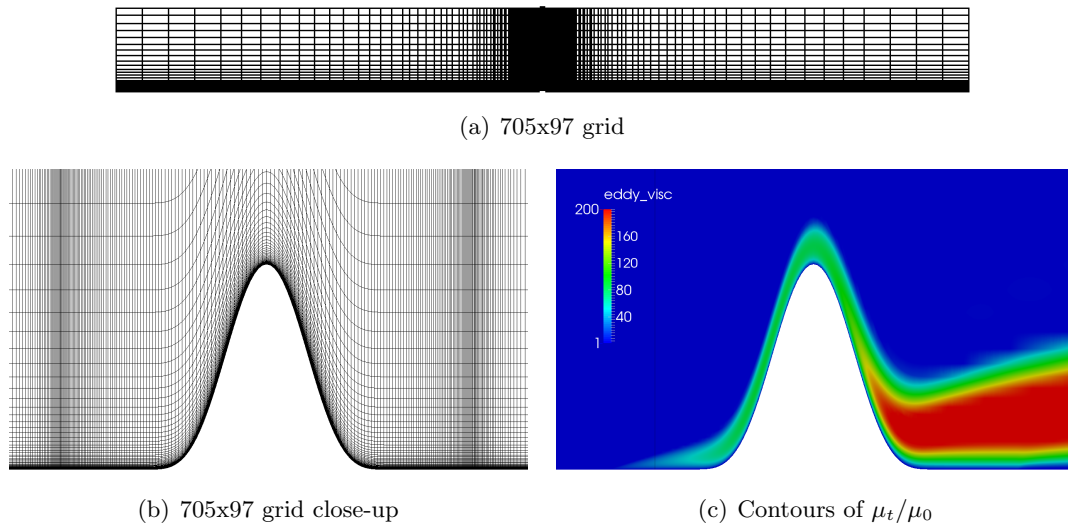 (a) 705x97 grid
eddy_visc
200
160
120
80
40
1
(b) 705x97 grid close-up
(c) Contours of μt/μ0